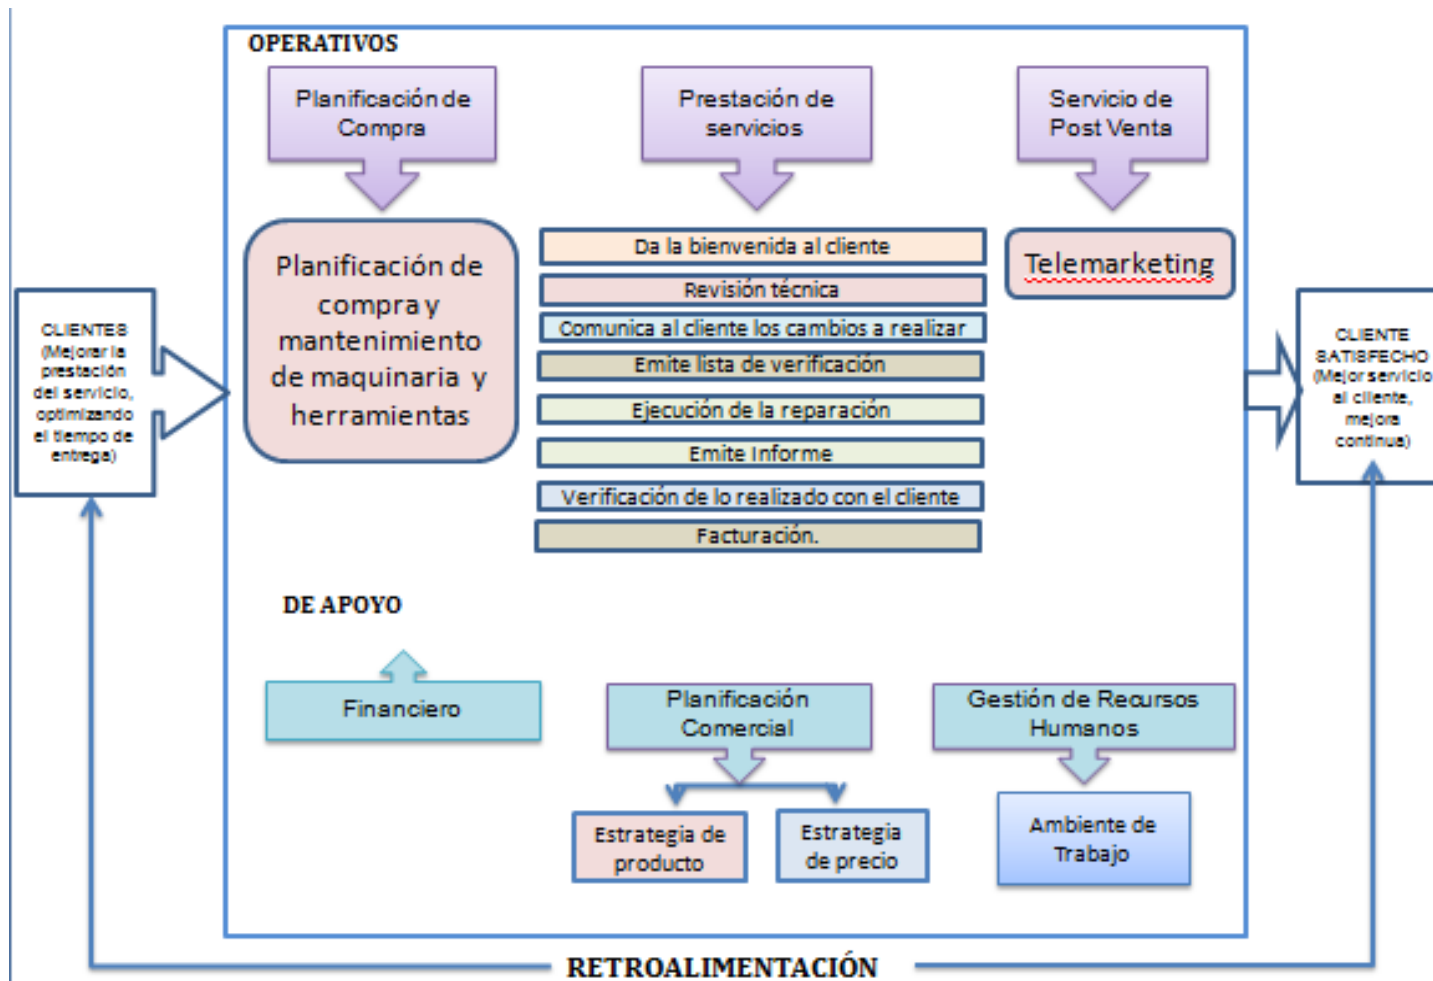 OPERATIVOS
Planificación de
Compra
Prestación de
servicios
Servicio de
Post Venta
Planificación de
compra y
mantenimiento
de maquinaria y
herramientas
Da la bienvenida al cliente
Revisión técnica
Comunica al cliente los cambios a realizar
Emite lista de verificación
Ejecución de la reparación
Emite Informe
Verificación de lo realizado con el cliente
Facturación.
Telemarketing
CLIENTES
(Mejorar la
prestación
del servicio,
optimizando
el tiempo de
entrega)
CLIENTE
SATISFECHO
(Mejor servicio
al cliente,
mejora
continua)
DE APOYO
Financiero
Planificación
Comercial
Gestión de Recursos
Humanos
Estrategia de
producto
Estrategia
de precio
Ambiente de
Trabajo
RETROALIMENTACIÓN